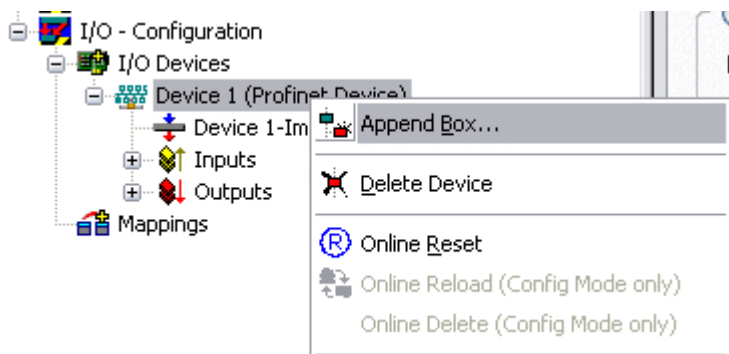 I/O - Configuration
I/O Devices
Device 1 (Profinet Device)
Append Box...
Device 1-Im
Inputs
Delete Device
Outputs
Mappings
Online Reset
Online Reload (Config Mode only)
Online Delete (Config Mode only)